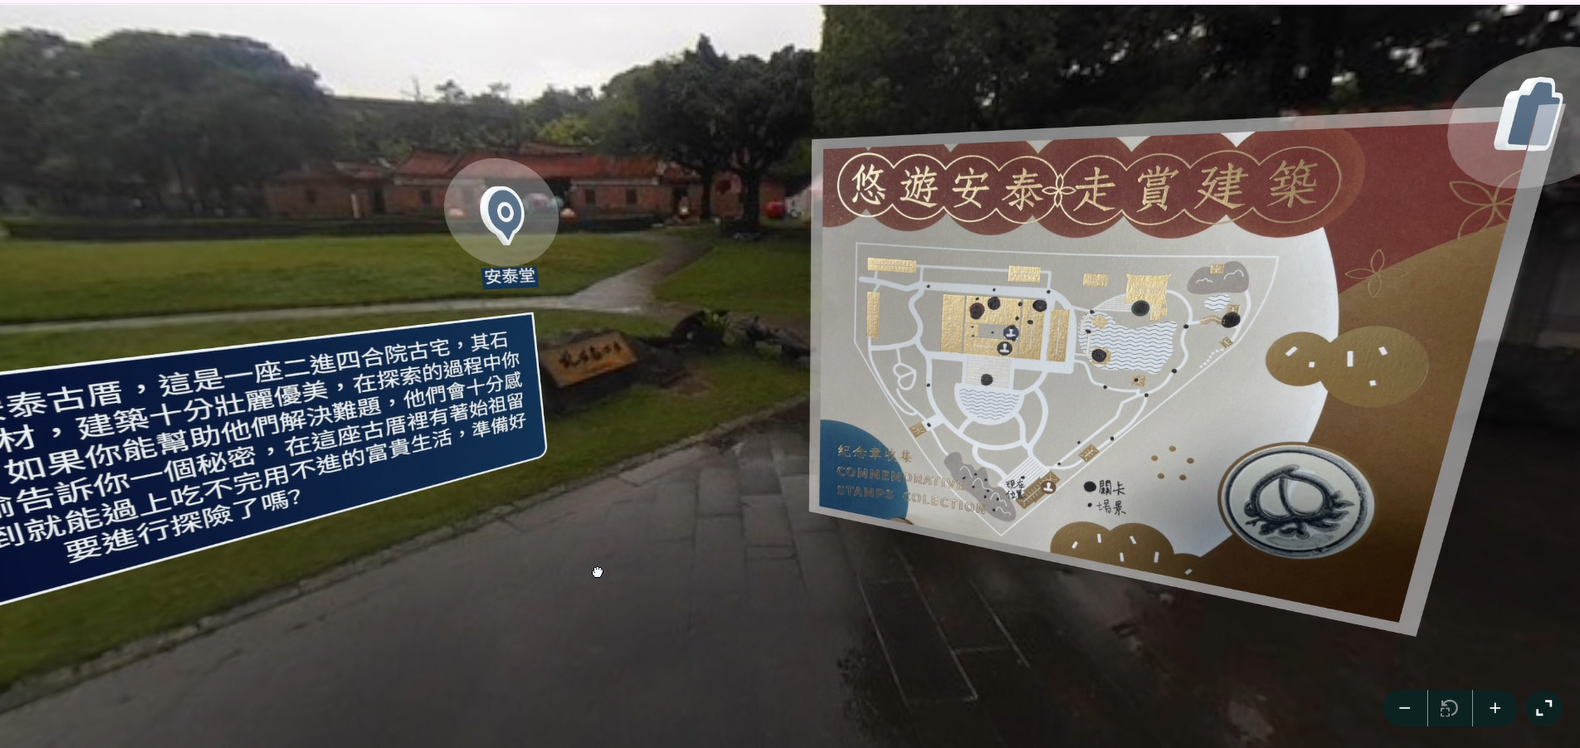 安泰堂
泰古厝，這是一座二進四合院古宅，其石
材，建築十分壯麗優美，在探索的過程中你
如果你能幫助他們解決難題，他們會十分感
告訴你一個秘密，在這座古厝裡有著始祖留
到就能過上吃不完用不進的富貴生活，準備好
要進行探險了嗎?
悠遊安泰走賞建築
紀念章收集
COMMEMORATIVE
STAMPS COLECTION
現在
位置
關卡
場景